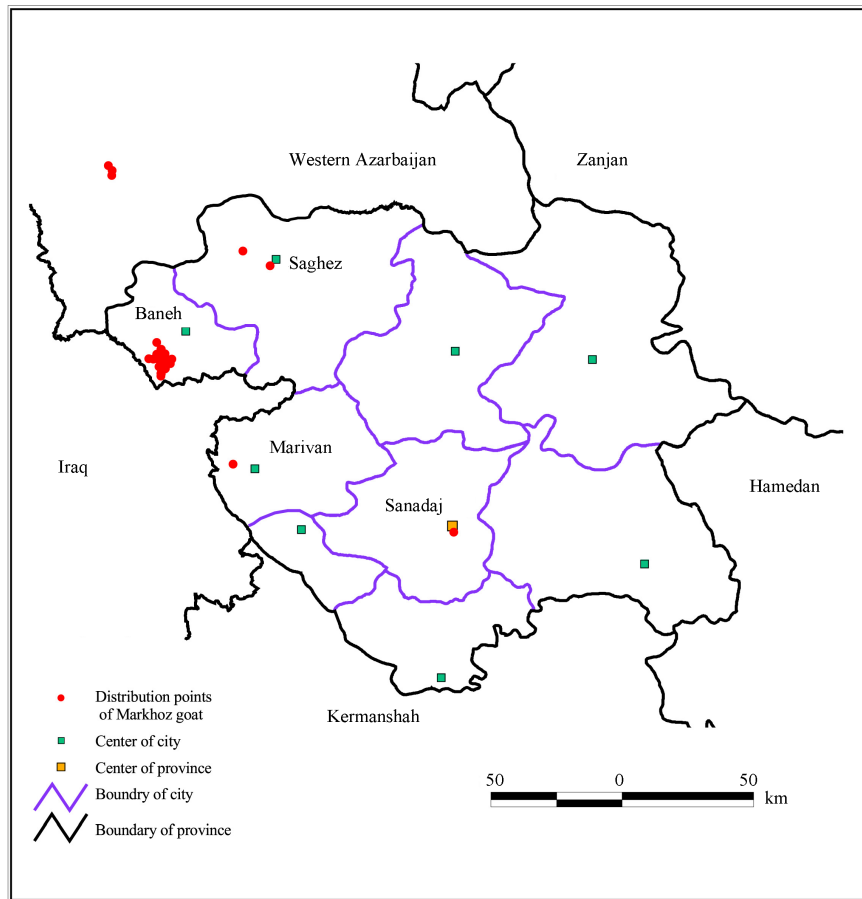 Western Azarbaijan
Zanjan
Saghez
Baneh
Marivan
Iraq
Hamedan
Sanadaj
Distribution points
of Markhoz goat
Kermanshah
Center of city
Center of province
50 0 50
km
Boundry of city
Boundary of province